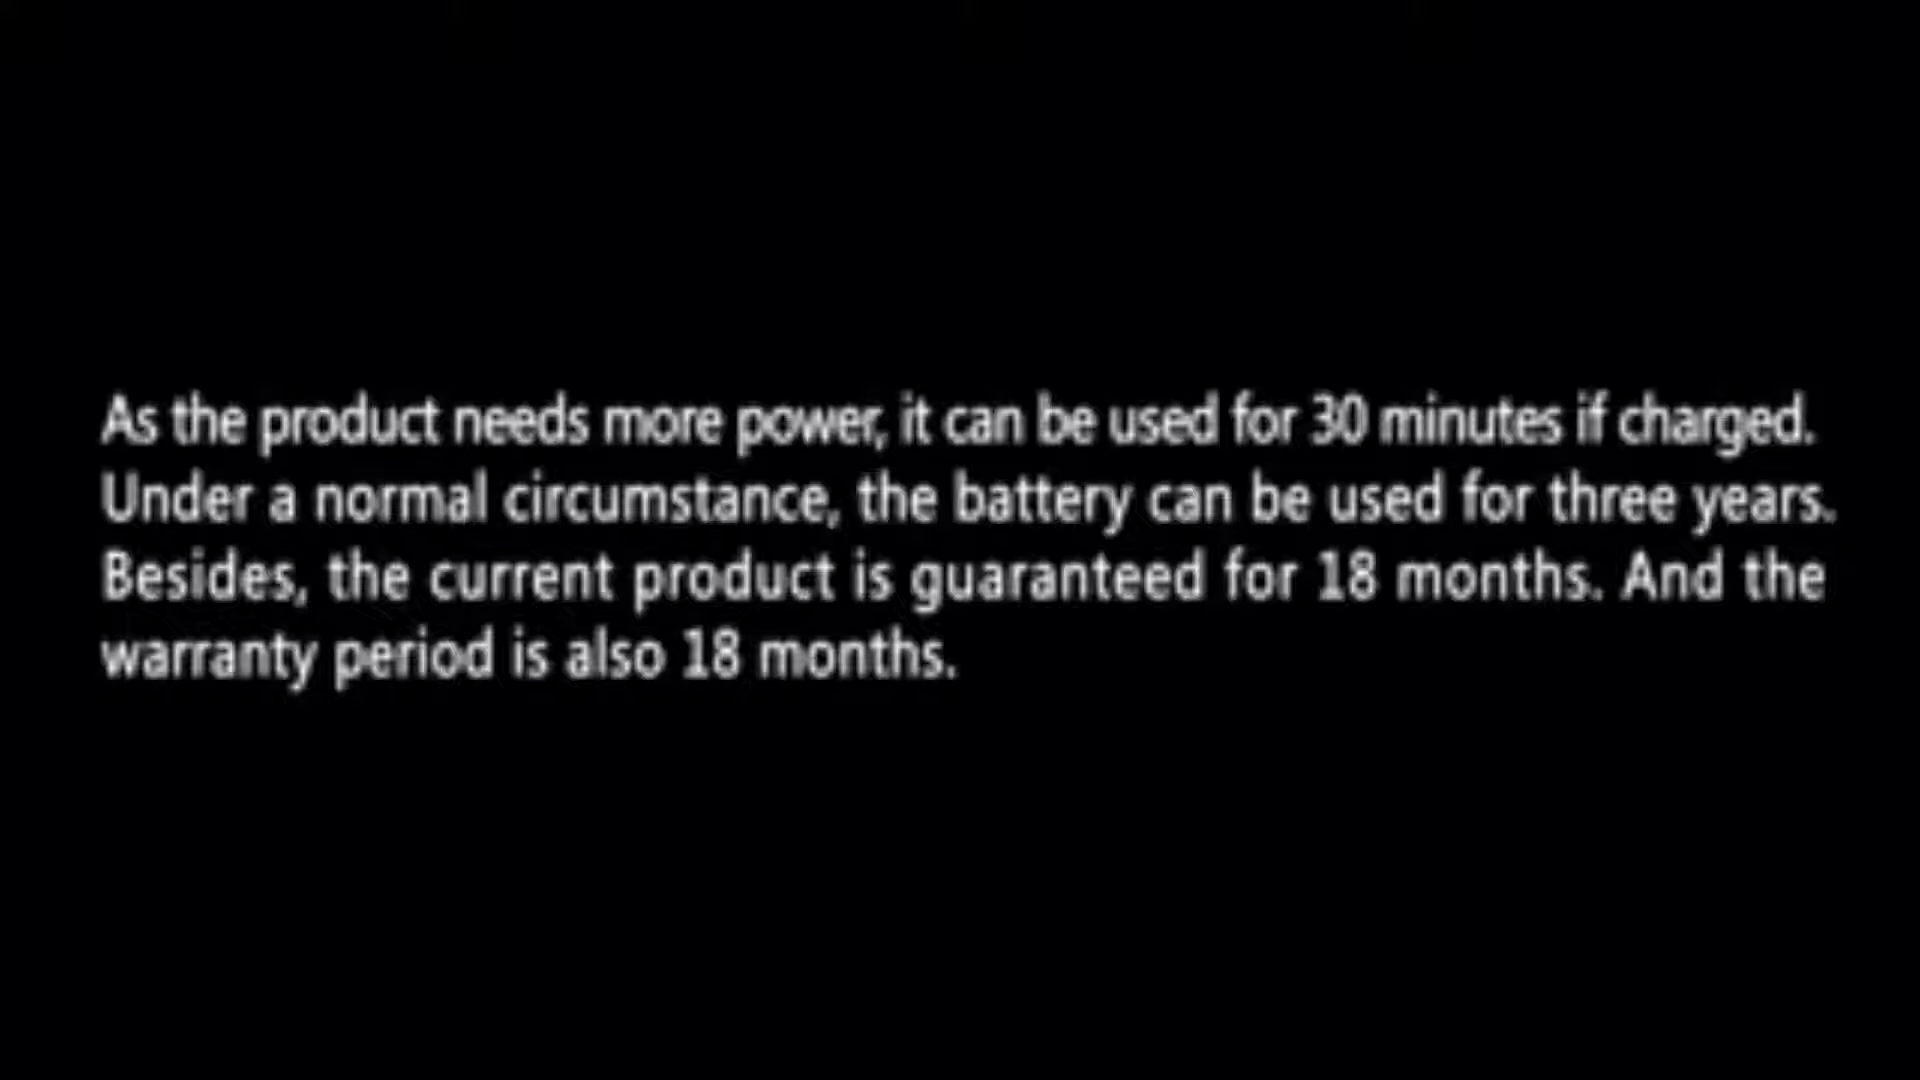 As the product needs more power, it can be used for 30 minutes if charged.
Under a normal circumstance, the battery can be used for three years.
Besides, the current product is guaranteed for 18 months. And the
warranty period is also 18 months.